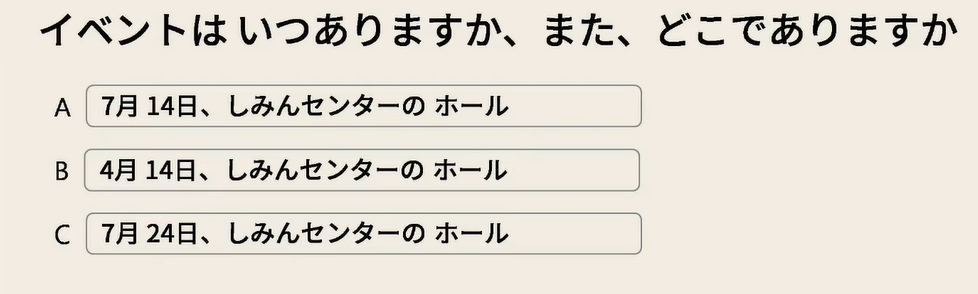 イベントは いつありますか、また、どこでありますか
A 7月 14日、しみんセンターの ホール
B 4月 14日、しみんセンターの ホール
C 7月 24日、しみんセンターの ホール